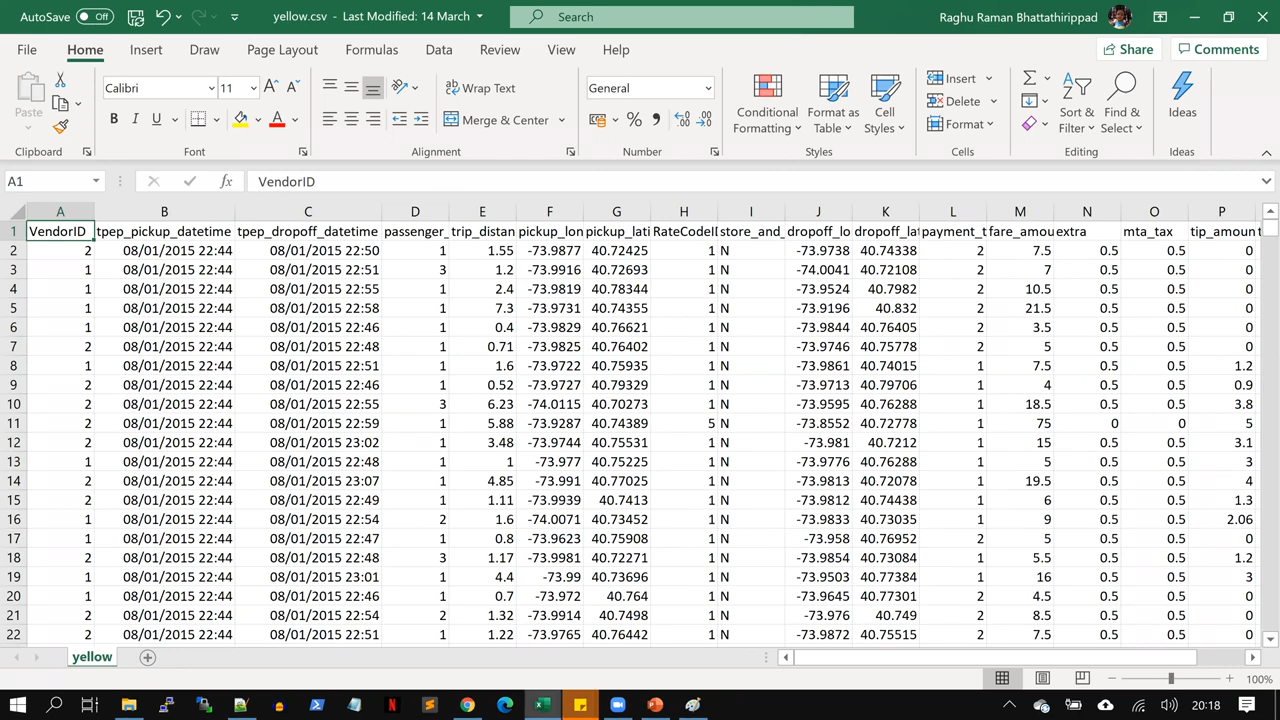 AutoSave Off yellow.csv - Last Modified: 14 March Search Raghu Raman Bhattathirippad
File Home Insert Draw Page Layout Formulas Data Review View Help Share Comments
Calibri 11 Wrap Text General Insert
Paste Merge & Center Conditional Formatting Format as Table Cell Styles Delete Sort & Filter Find & Select Ideas
Format
Clipboard Font Alignment Number Styles Cells Editing Ideas
A1 fx VendorID
A B C D E F G H I J K L M N O P
1 VendorID tpep_pickup_datetime tpep_dropoff_datetime passenger_ trip_distan pickup_lon pickup_lati RateCodeI store_and_ dropoff_lo dropoff_lat payment_t fare_amou extra mta_tax tip_amoun t
2 2 08/01/2015 22:44 08/01/2015 22:50 1 1.55 -73.9877 40.72425 1 N -73.9738 40.74338 2 7.5 0.5 0.5 0
3 1 08/01/2015 22:44 08/01/2015 22:51 3 1.2 -73.9916 40.72693 1 N -74.0041 40.72108 2 7 0.5 0.5 0
4 1 08/01/2015 22:44 08/01/2015 22:55 1 2.4 -73.9819 40.78344 1 N -73.9524 40.7982 2 10.5 0.5 0.5 0
5 1 08/01/2015 22:44 08/01/2015 22:58 1 7.3 -73.9731 40.74355 1 N -73.9196 40.832 2 21.5 0.5 0.5 0
6 1 08/01/2015 22:44 08/01/2015 22:46 1 0.4 -73.9829 40.76621 1 N -73.9844 40.76405 2 3.5 0.5 0.5 0
7 2 08/01/2015 22:44 08/01/2015 22:48 1 0.71 -73.9825 40.76402 1 N -73.9746 40.75778 2 5 0.5 0.5 0
8 1 08/01/2015 22:44 08/01/2015 22:51 1 1.6 -73.9722 40.75935 1 N -73.9861 40.74015 1 7.5 0.5 0.5 1.2
9 2 08/01/2015 22:44 08/01/2015 22:46 1 0.52 -73.9727 40.79329 1 N -73.9713 40.79706 1 4 0.5 0.5 0.9
10 2 08/01/2015 22:44 08/01/2015 22:55 3 6.23 -74.0115 40.70273 1 N -73.9595 40.76288 1 18.5 0.5 0.5 3.8
11 2 08/01/2015 22:44 08/01/2015 22:59 1 5.88 -73.9287 40.74389 5 N -73.8552 40.72778 1 75 0 0 5
12 2 08/01/2015 22:44 08/01/2015 23:02 1 3.48 -73.9744 40.75531 1 N -73.981 40.7212 1 15 0.5 0.5 3.1
13 1 08/01/2015 22:44 08/01/2015 22:48 1 1 -73.977 40.75225 1 N -73.9776 40.76288 1 5 0.5 0.5 3
14 2 08/01/2015 22:44 08/01/2015 23:07 1 4.85 -73.991 40.77025 1 N -73.9813 40.72078 1 19.5 0.5 0.5 4
15 2 08/01/2015 22:44 08/01/2015 22:49 1 1.11 -73.9939 40.7413 1 N -73.9812 40.74438 1 6 0.5 0.5 1.3
16 1 08/01/2015 22:44 08/01/2015 22:54 2 1.6 -74.0071 40.73452 1 N -73.9833 40.73035 1 9 0.5 0.5 2.06
17 1 08/01/2015 22:44 08/01/2015 22:47 1 0.8 -73.9623 40.75908 1 N -73.958 40.76952 2 5 0.5 0.5 0
18 2 08/01/2015 22:44 08/01/2015 22:48 3 1.17 -73.9981 40.72271 1 N -73.9854 40.73084 1 5.5 0.5 0.5 1.2
19 1 08/01/2015 22:44 08/01/2015 23:01 1 4.4 -73.99 40.73696 1 N -73.9503 40.77384 1 16 0.5 0.5 3
20 1 08/01/2015 22:44 08/01/2015 22:46 1 0.7 -73.972 40.764 1 N -73.9645 40.77301 2 4.5 0.5 0.5 0
21 2 08/01/2015 22:44 08/01/2015 22:54 2 1.32 -73.9914 40.7498 1 N -73.976 40.749 2 8.5 0.5 0.5 0
22 2 08/01/2015 22:44 08/01/2015 22:51 1 1.22 -73.9765 40.76442 1 N -73.9872 40.75515 2 7.5 0.5 0.5 0
yellow
100%
20:18